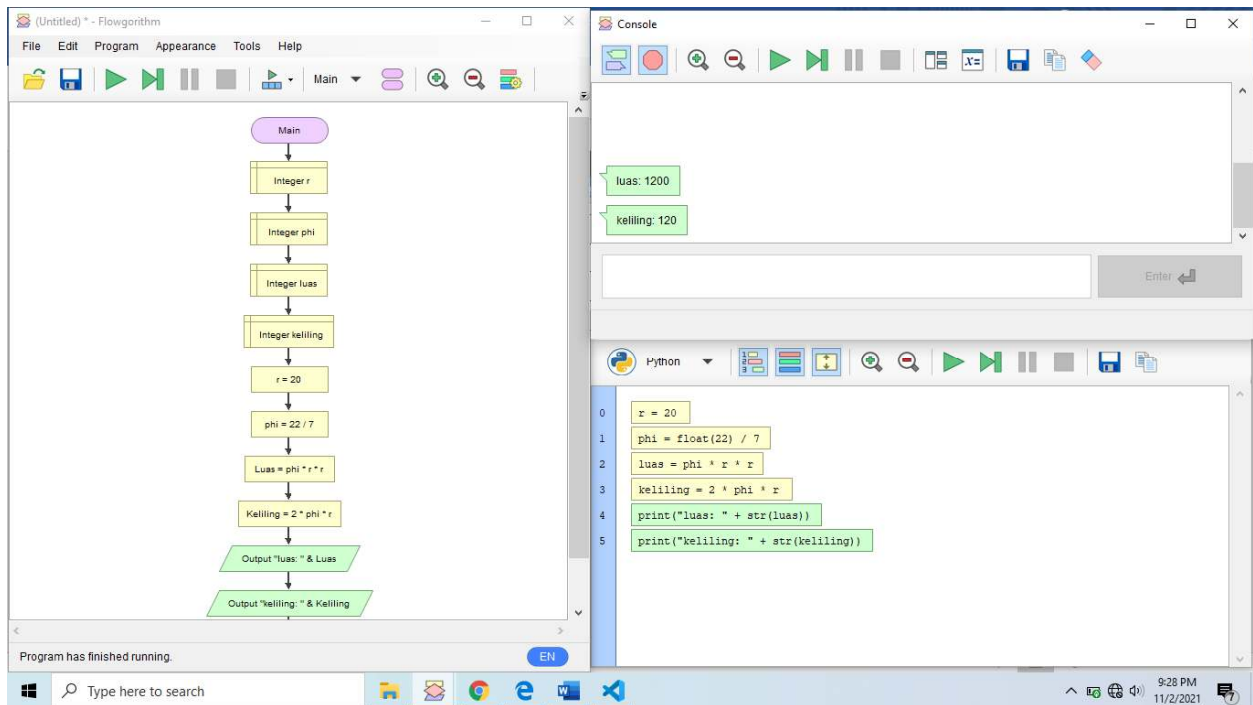 (Untitled) * - Flowgorithm
File Edit Program Appearance Tools Help
Main
Main
Integer r
Integer phi
Integer luas
Integer keliling
r = 20
phi = 22 / 7
Luas = phi * r * r
Keliling = 2 * phi * r
Output "luas: " & Luas
Output "keliling: " & Keliling
Program has finished running.
EN
Console
X=
luas: 1200
keliling: 120
Enter
Python
1
2
3
0 r = 20
1 phi = float(22) / 7
2 luas = phi * r * r
3 keliling = 2 * phi * r
4 print("luas: " + str(luas))
5 print("keliling: " + str(keliling))
Type here to search
9:28 PM
11/2/2021
7